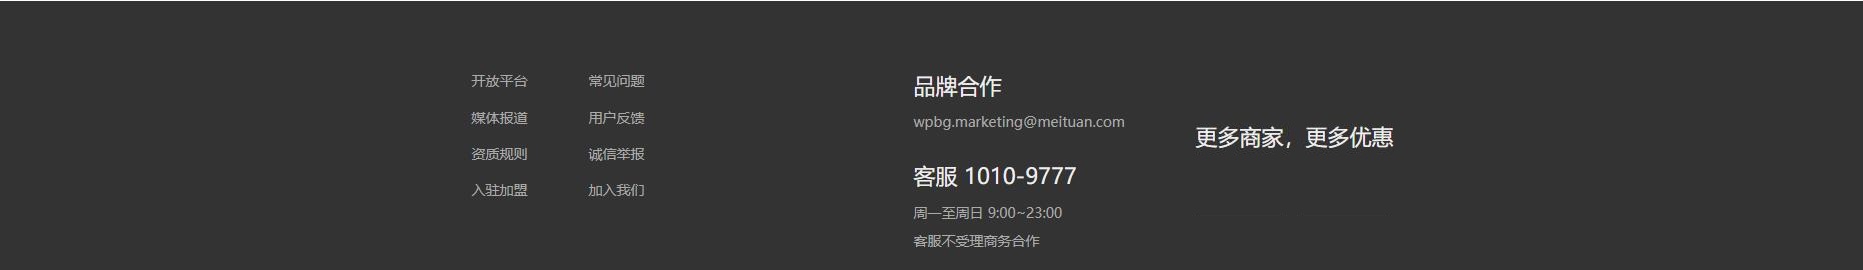 开放平台
常见问题
媒体报道
用户反馈
资质规则
诚信举报
入驻加盟
加入我们
品牌合作
wpbg.marketing@meituan.com
客服 1010-9777
周一至周日 9:00~23:00
客服不受理商务合作
更多商家，更多优惠